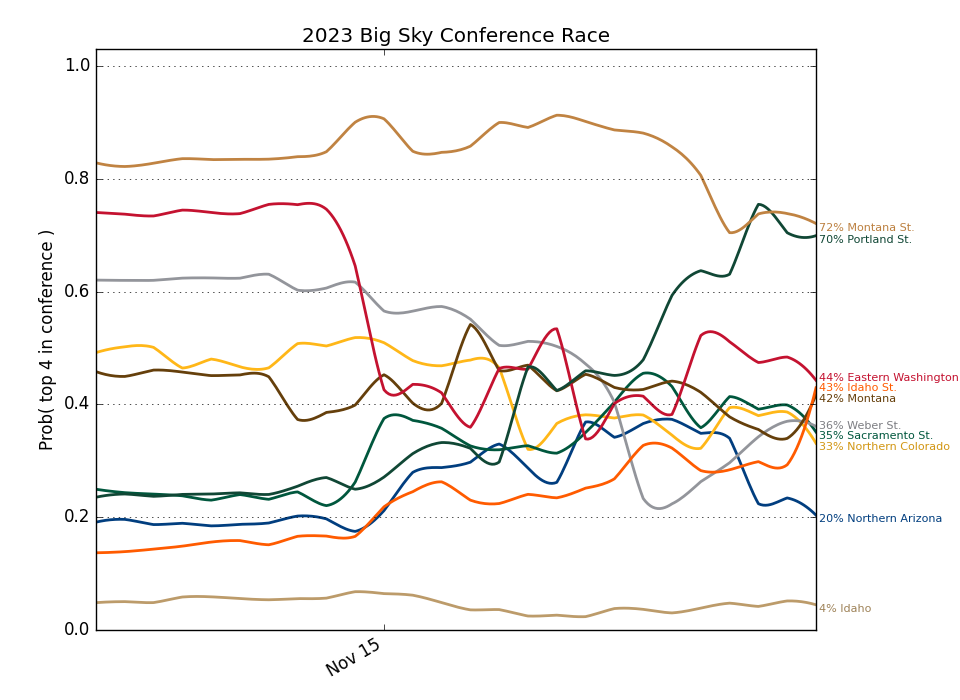 2023 Big Sky Conference Race
Prob( top 4 in conference )
1.0
0.8
0.6
0.4
0.2
0.0
Nov 15
72% Montana St.
70% Portland St.
44% Eastern Washington
43% Idaho St.
42% Montana
36% Weber St.
35% Sacramento St.
33% Northern Colorado
20% Northern Arizona
4% Idaho